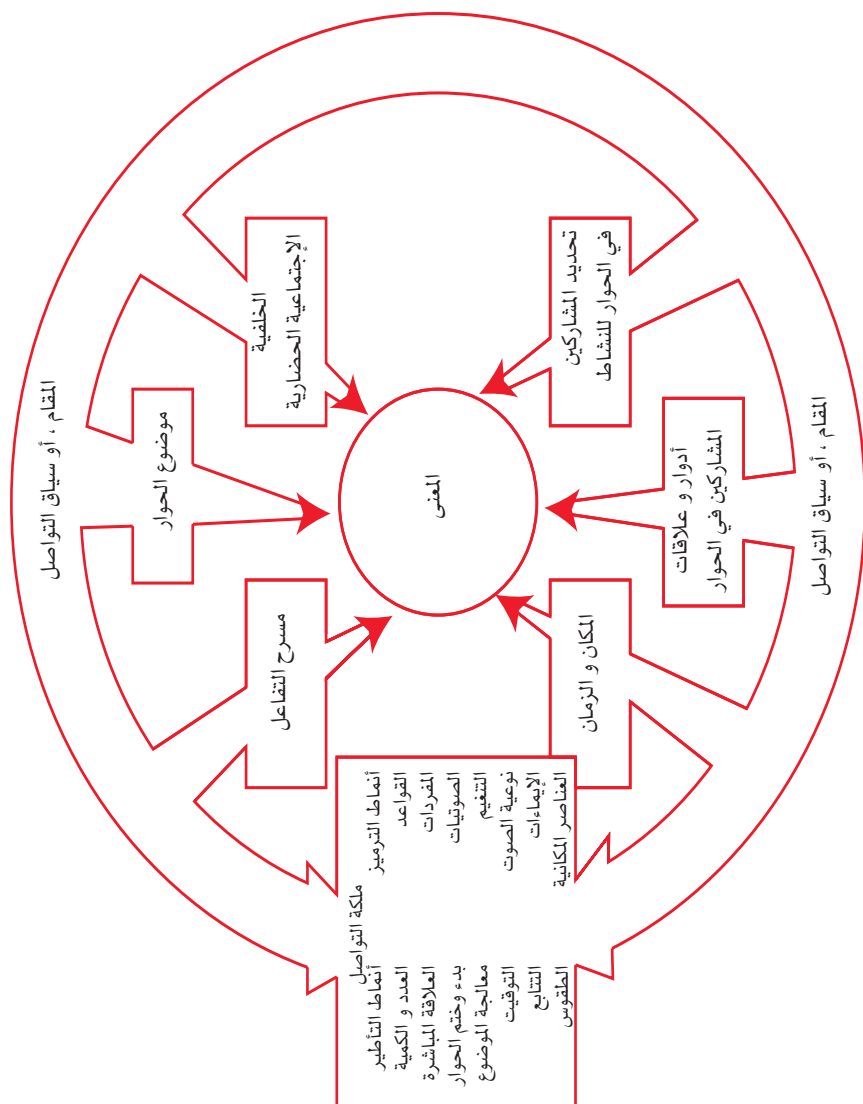 المقام ، أو سياق التواصل
موضوع الحوار
الخلفية
الإجتماعية الحضارية
مسرح التفاعل
المعنى
تحديد المشاركين
في الحوار للنشاط
أدوار و علاقات
المشاركين في الحوار
المكان و الزمان
ملكة التواصل
أنماط الترميز
القواعد
المفردات
الصوتيات
التنغيم
نوعية الصوت
الإيماءات
العناصر المكانية
أنماط التأطير
العدد و الكمية
العلاقة المباشرة
بدء وختم الحوار
معالجة الموضوع
التوقيت
التتابع
الطقوس
المقام ، أو سياق التواصل